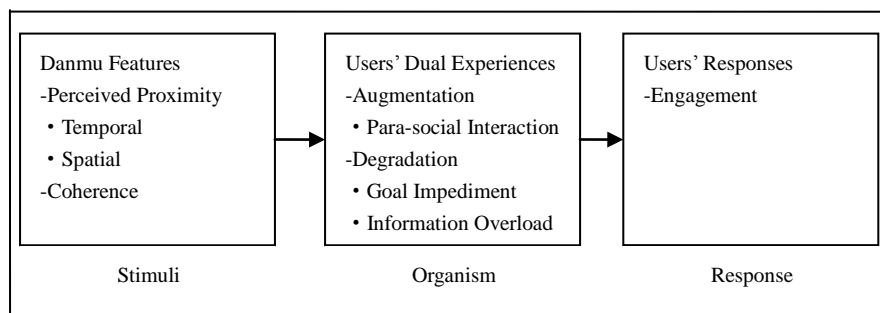 Danmu Features
-Perceived Proximity
・Temporal
・Spatial
-Coherence
Stimuli
Users' Dual Experiences
-Augmentation
・Para-social Interaction
-Degradation
・Goal Impediment
・Information Overload
Organism
Users' Responses
-Engagement
Response